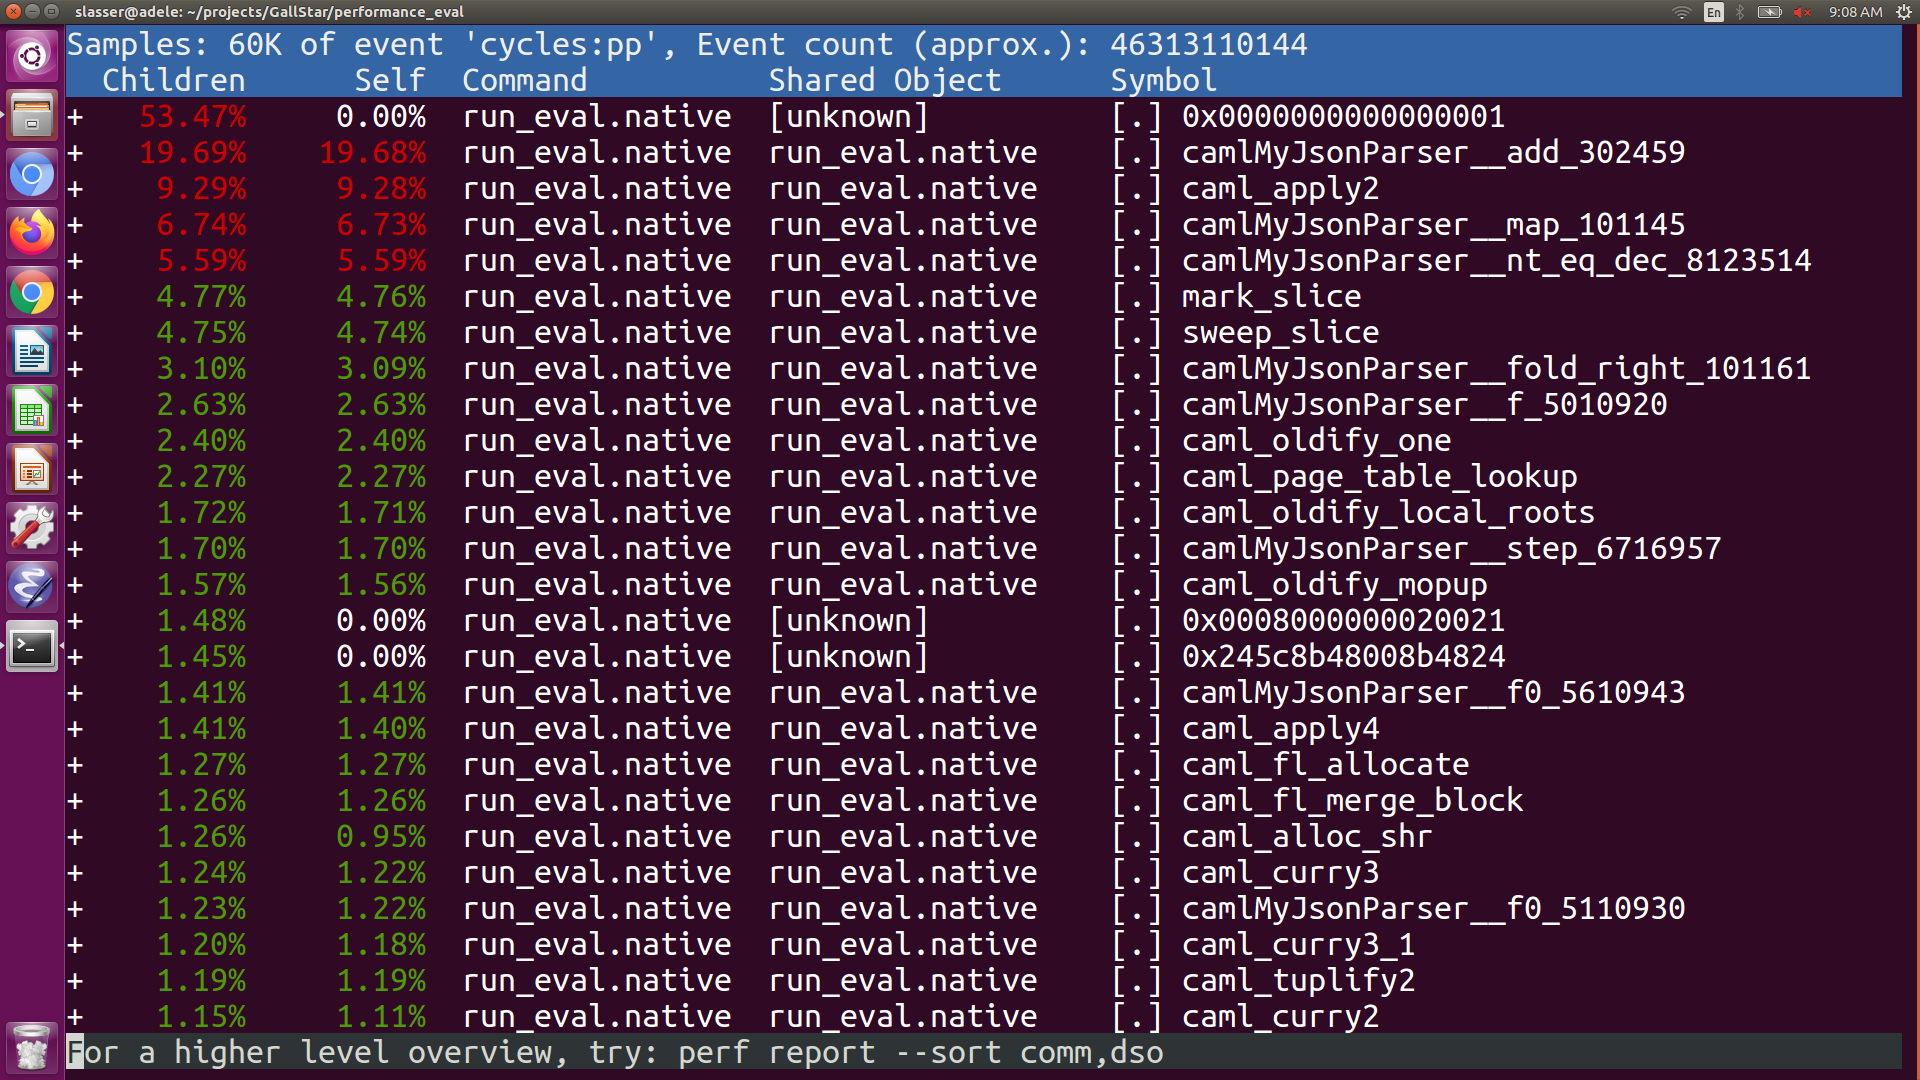 slasser@adele: ~/projects/GallStar/performance_eval
En 9:08 AM
Samples: 60K of event 'cycles:pp', Event count (approx.): 46313110144
Children Self Command Shared Object Symbol
+ 53.47% 0.00% run_eval.native [unknown] [.] 0x0000000000000001
+ 19.69% 19.68% run_eval.native run_eval.native [.] camlMyJsonParser__add_302459
+ 9.29% 9.28% run_eval.native run_eval.native [.] caml_apply2
+ 6.74% 6.73% run_eval.native run_eval.native [.] camlMyJsonParser__map_101145
+ 5.59% 5.59% run_eval.native run_eval.native [.] camlMyJsonParser__nt_eq_dec_8123514
+ 4.77% 4.76% run_eval.native run_eval.native [.] mark_slice
+ 4.75% 4.74% run_eval.native run_eval.native [.] sweep_slice
+ 3.10% 3.09% run_eval.native run_eval.native [.] camlMyJsonParser__fold_right_101161
+ 2.63% 2.63% run_eval.native run_eval.native [.] camlMyJsonParser__f_5010920
+ 2.40% 2.40% run_eval.native run_eval.native [.] caml_oldify_one
+ 2.27% 2.27% run_eval.native run_eval.native [.] caml_page_table_lookup
+ 1.72% 1.71% run_eval.native run_eval.native [.] caml_oldify_local_roots
+ 1.70% 1.70% run_eval.native run_eval.native [.] camlMyJsonParser__step_6716957
+ 1.57% 1.56% run_eval.native run_eval.native [.] caml_oldify_mopup
+ 1.48% 0.00% run_eval.native [unknown] [.] 0x0008000000020021
+ 1.45% 0.00% run_eval.native [unknown] [.] 0x245c8b48008b4824
+ 1.41% 1.41% run_eval.native run_eval.native [.] camlMyJsonParser__f0_5610943
+ 1.41% 1.40% run_eval.native run_eval.native [.] caml_apply4
+ 1.27% 1.27% run_eval.native run_eval.native [.] caml_fl_allocate
+ 1.26% 1.26% run_eval.native run_eval.native [.] caml_fl_merge_block
+ 1.26% 0.95% run_eval.native run_eval.native [.] caml_alloc_shr
+ 1.24% 1.22% run_eval.native run_eval.native [.] caml_curry3
+ 1.23% 1.22% run_eval.native run_eval.native [.] camlMyJsonParser__f0_5110930
+ 1.20% 1.18% run_eval.native run_eval.native [.] caml_curry3_1
+ 1.19% 1.19% run_eval.native run_eval.native [.] caml_tuplify2
+ 1.15% 1.11% run_eval.native run_eval.native [.] caml_curry2
For a higher level overview, try: perf report --sort comm,dso